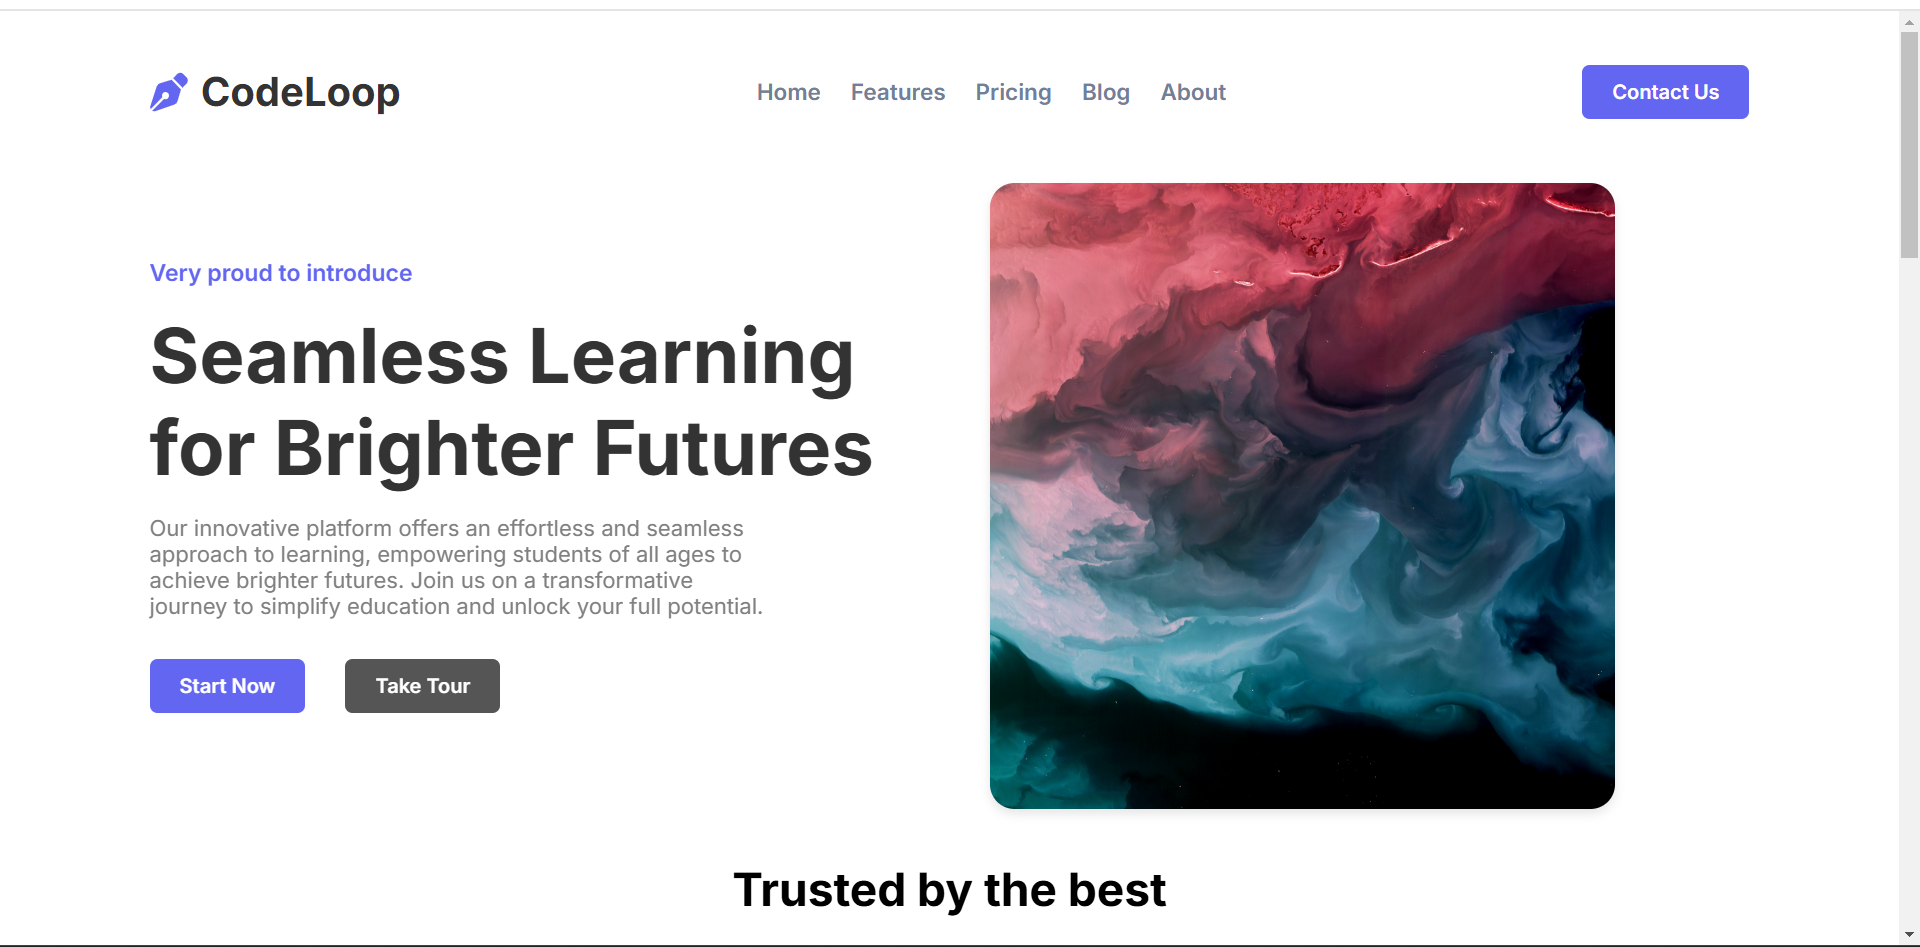 CodeLoop
Home Features Pricing Blog About
Contact Us
Very proud to introduce
Seamless Learning
for Brighter Futures
Our innovative platform offers an effortless and seamless
approach to learning, empowering students of all ages to
achieve brighter futures. Join us on a transformative
journey to simplify education and unlock your full potential.
Start Now Take Tour
Trusted by the best